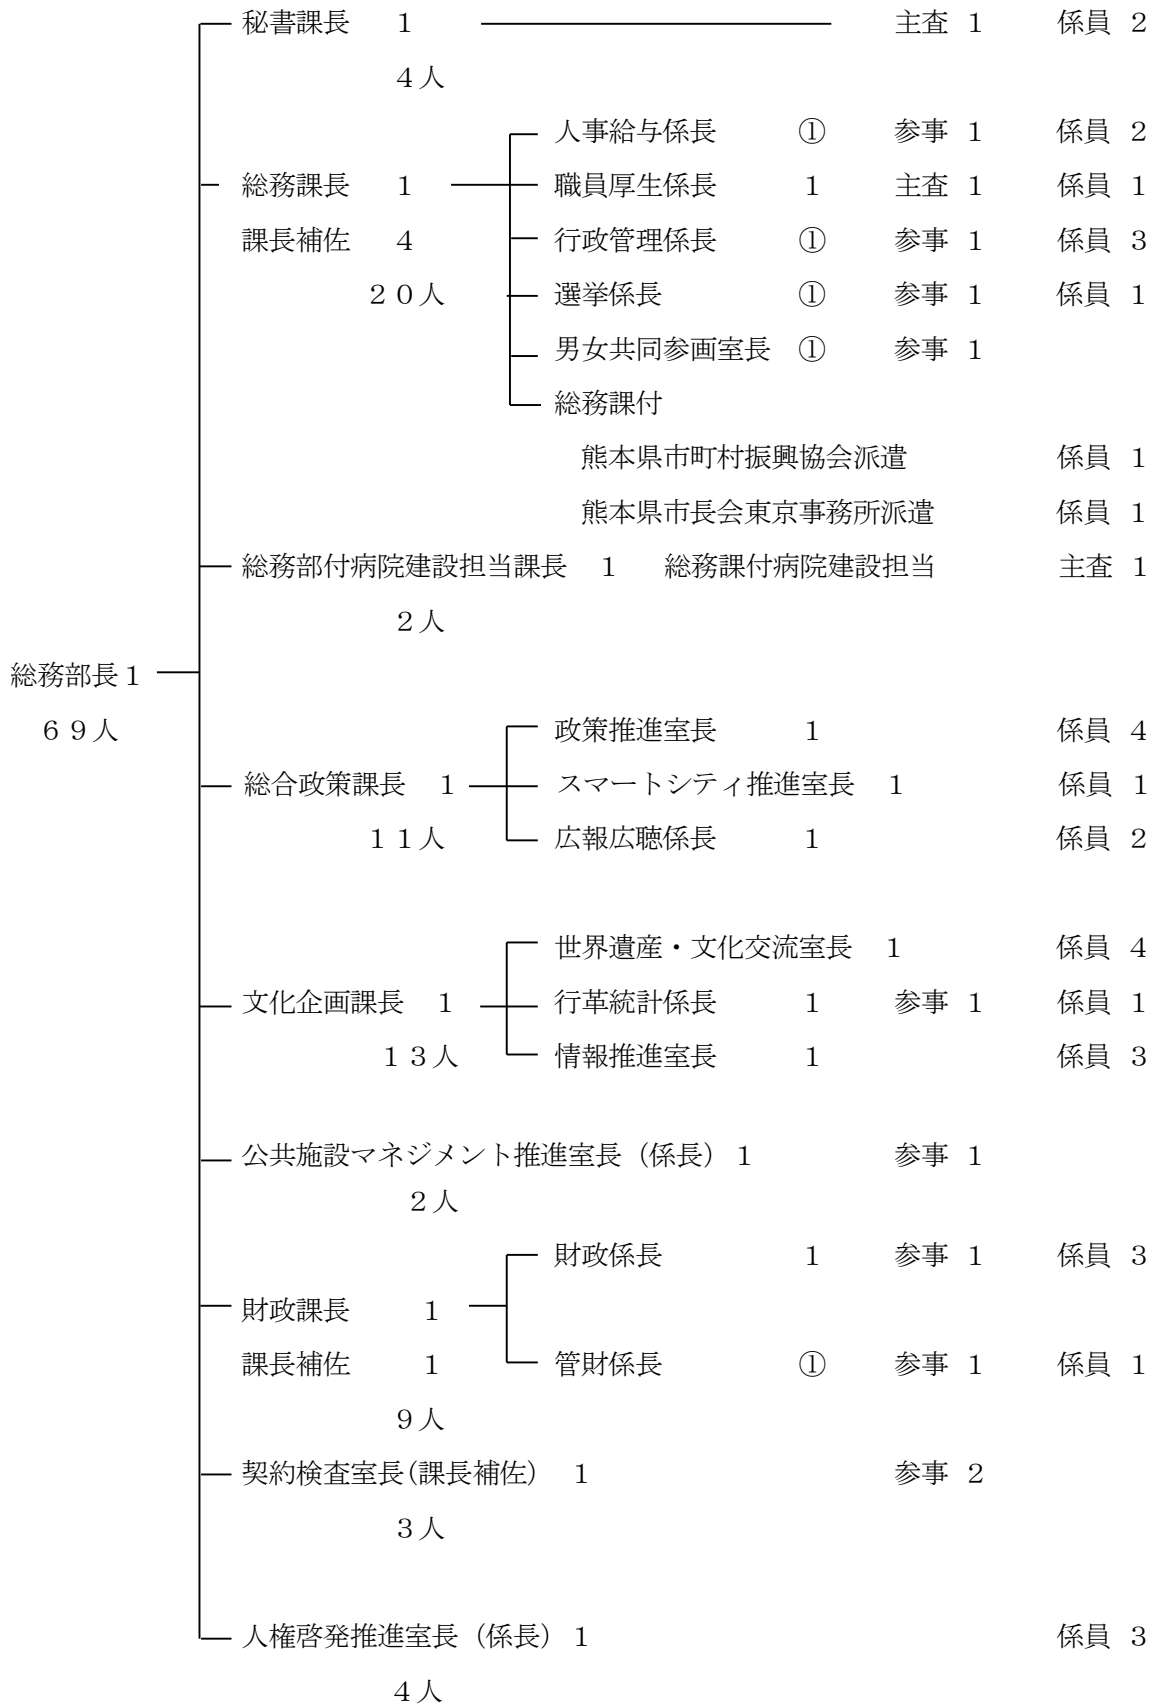 秘書課長 １ 主査 １ 係員 ２
４人
人事給与係長 ① 参事 １ 係員 ２
総務課長 １ 職員厚生係長 １ 主査 １ 係員 １
課長補佐 ４ 行政管理係長 ① 参事 １ 係員 ３
２０人 選挙係長 ① 参事 １ 係員 １
男女共同参画室長 ① 参事 １
総務課付
熊本県市町村振興協会派遣 係員 １
熊本県市長会東京事務所派遣 係員 １
総務部付病院建設担当課長 １ 総務課付病院建設担当 主査 １
２人
総務部長１
６９人 政策推進室長 １ 係員 ４
総合政策課長 １ スマートシティ推進室長 １ 係員 １
１１人 広報広聴係長 １ 係員 ２
世界遺産・文化交流室長 １ 係員 ４
文化企画課長 １ 行革統計係長 １ 参事 １ 係員 １
１３人 情報推進室長 １ 係員 ３
公共施設マネジメント推進室長（係長）１ 参事 １
２人
財政係長 １ 参事 １ 係員 ３
財政課長 １
課長補佐 １ 管財係長 ① 参事 １ 係員 １
９人
契約検査室長（課長補佐） １ 参事 ２
３人
人権啓発推進室長（係長）１ 係員 ３
４人